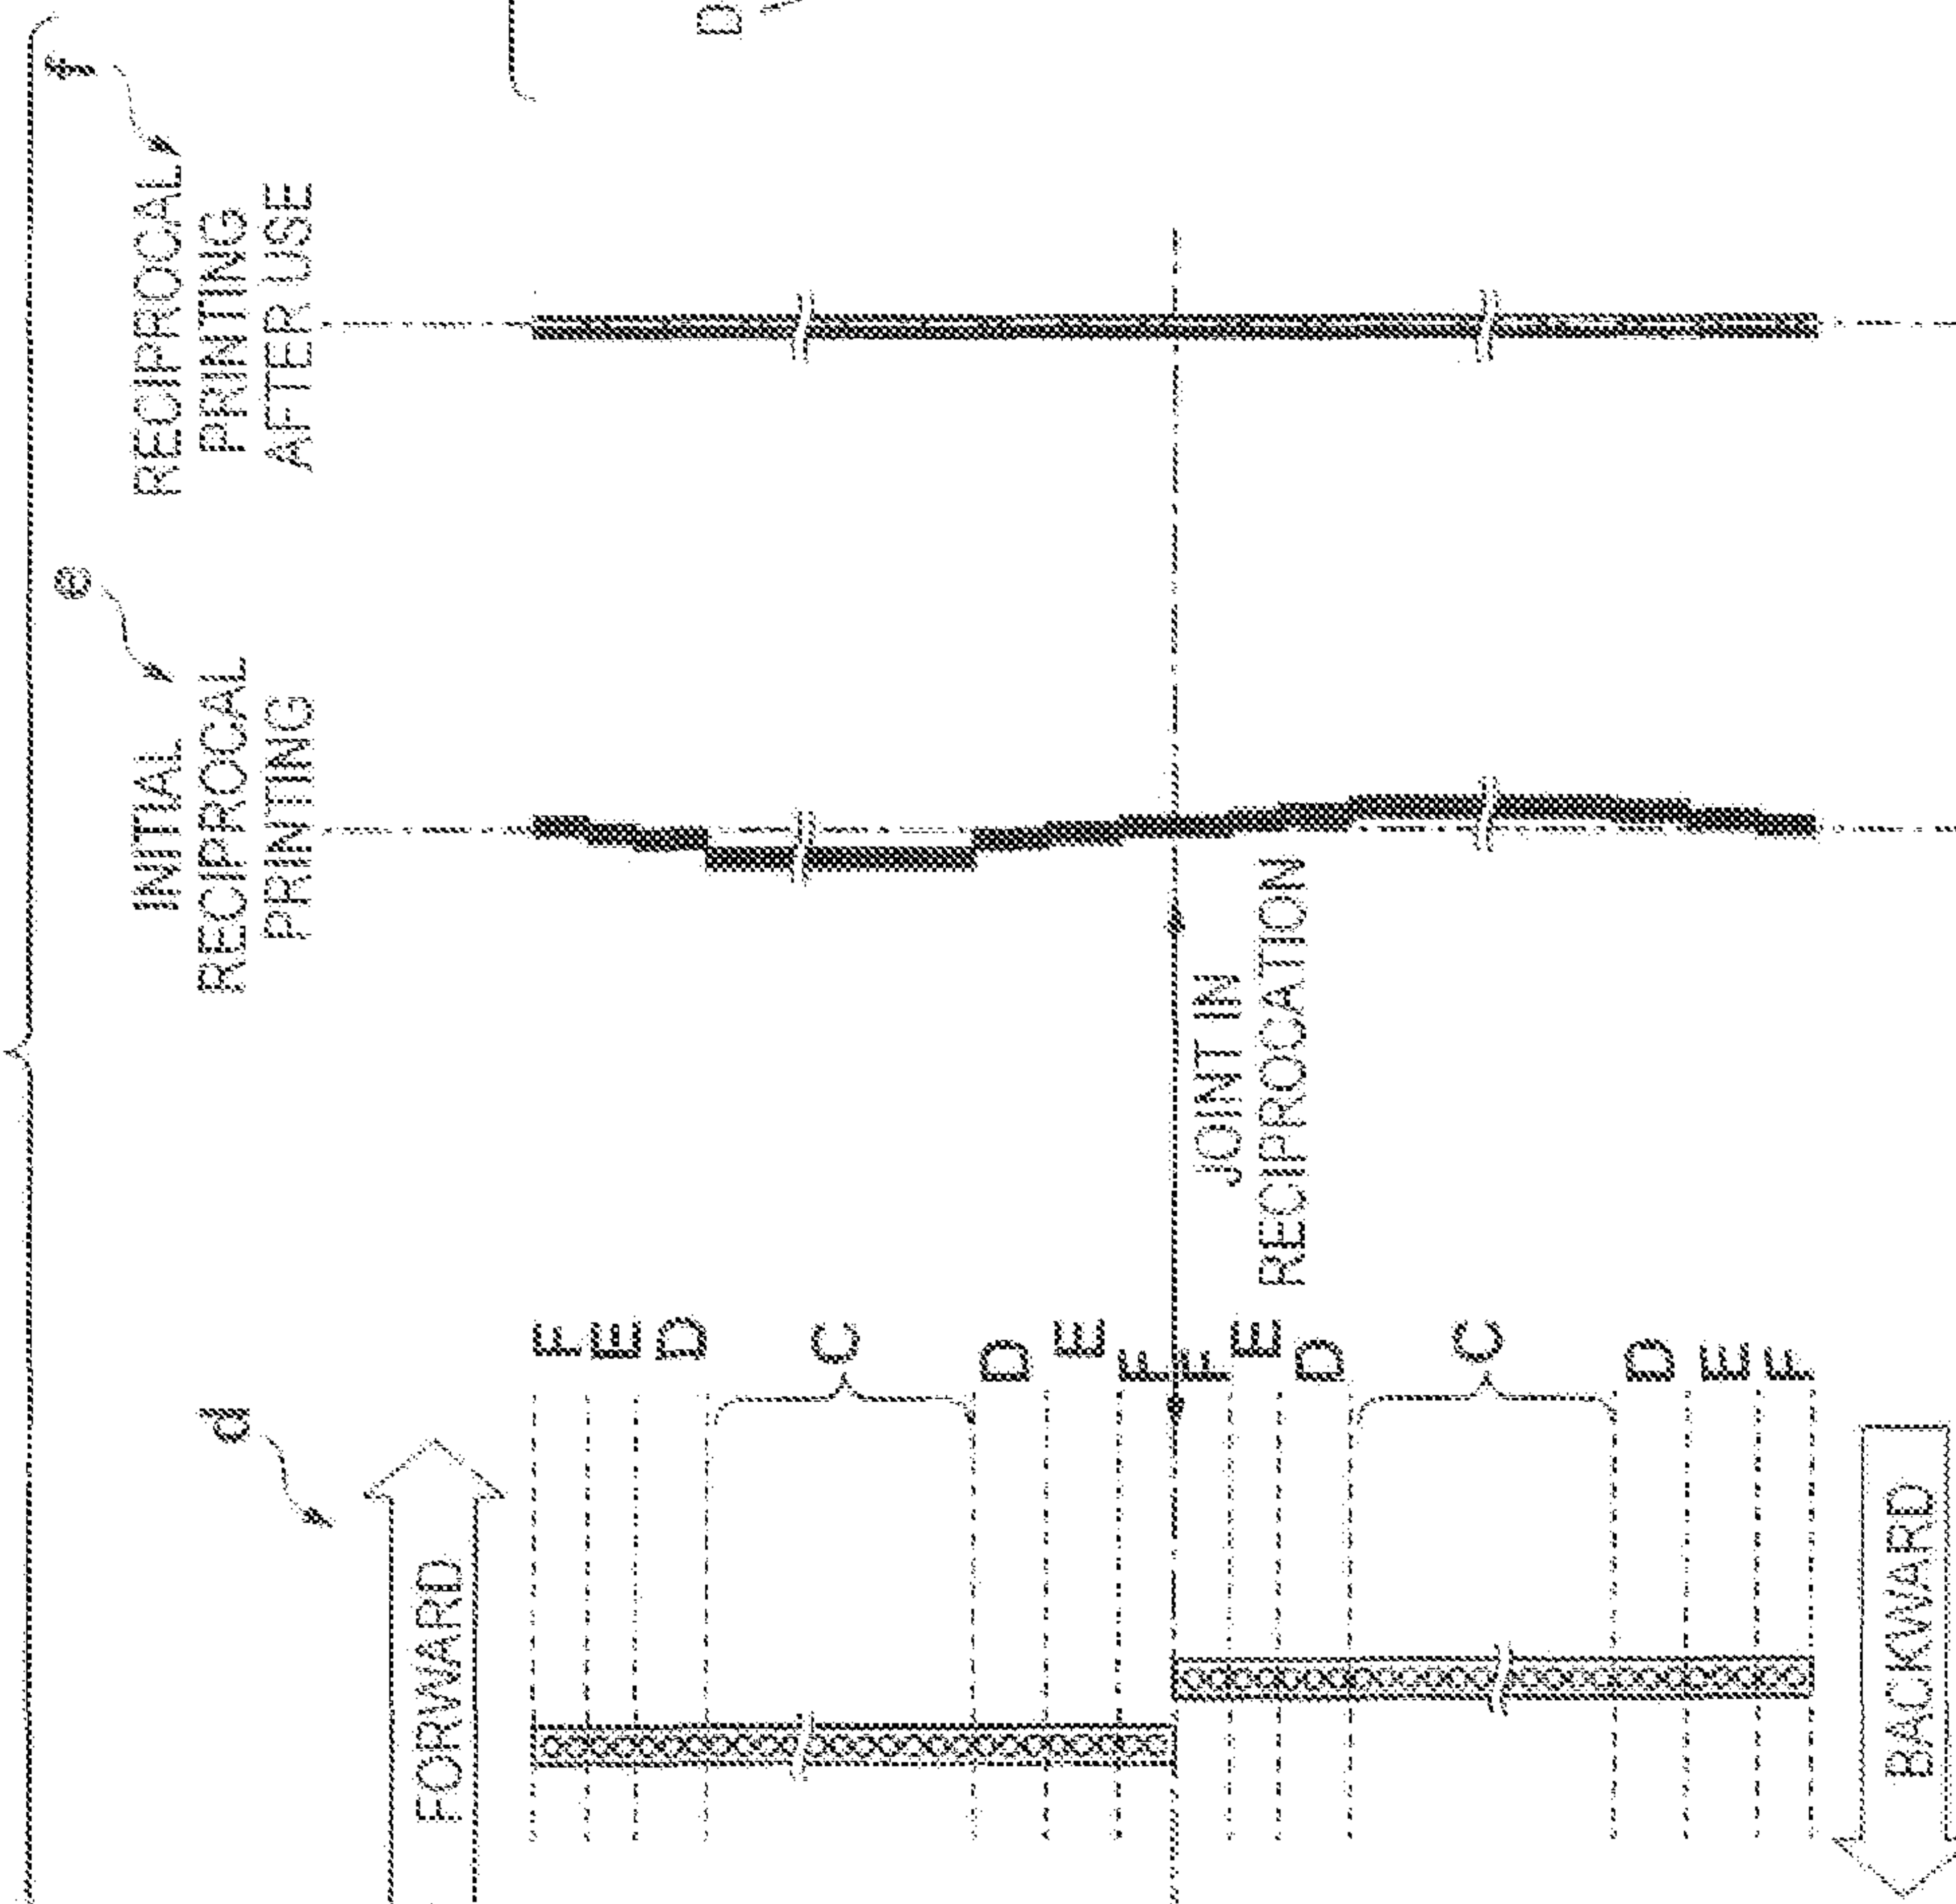 f
RECIPROCAL
PRINTING
AFTER USE
e
INITIAL
RECIPROCAL
PRINTING
d
FORWARD
F
E
D
C
D
E
F
F
E
D
C
D
E
F
JOINT IN
RECIPROCATION
BACKWARD
D